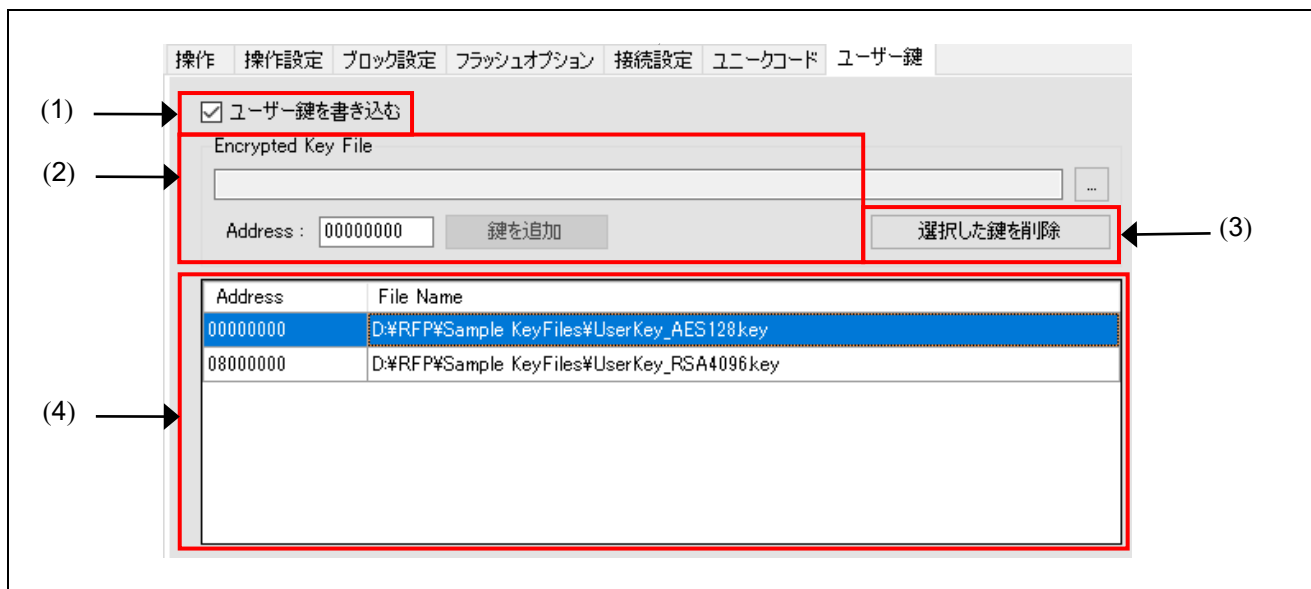 操作 操作設定 ブロック設定 フラッシュオプション 接続設定 ユニークコード ユーザー鍵
(1) ユーザー鍵を書き込む
Encrypted Key File
(2) ...
Address : 00000000 鍵を追加 選択した鍵を削除 (3)
Address File Name
00000000 D:¥RFP¥Sample KeyFiles¥UserKey_AES128.key
08000000 D:¥RFP¥Sample KeyFiles¥UserKey_RSA4096.key
(4)